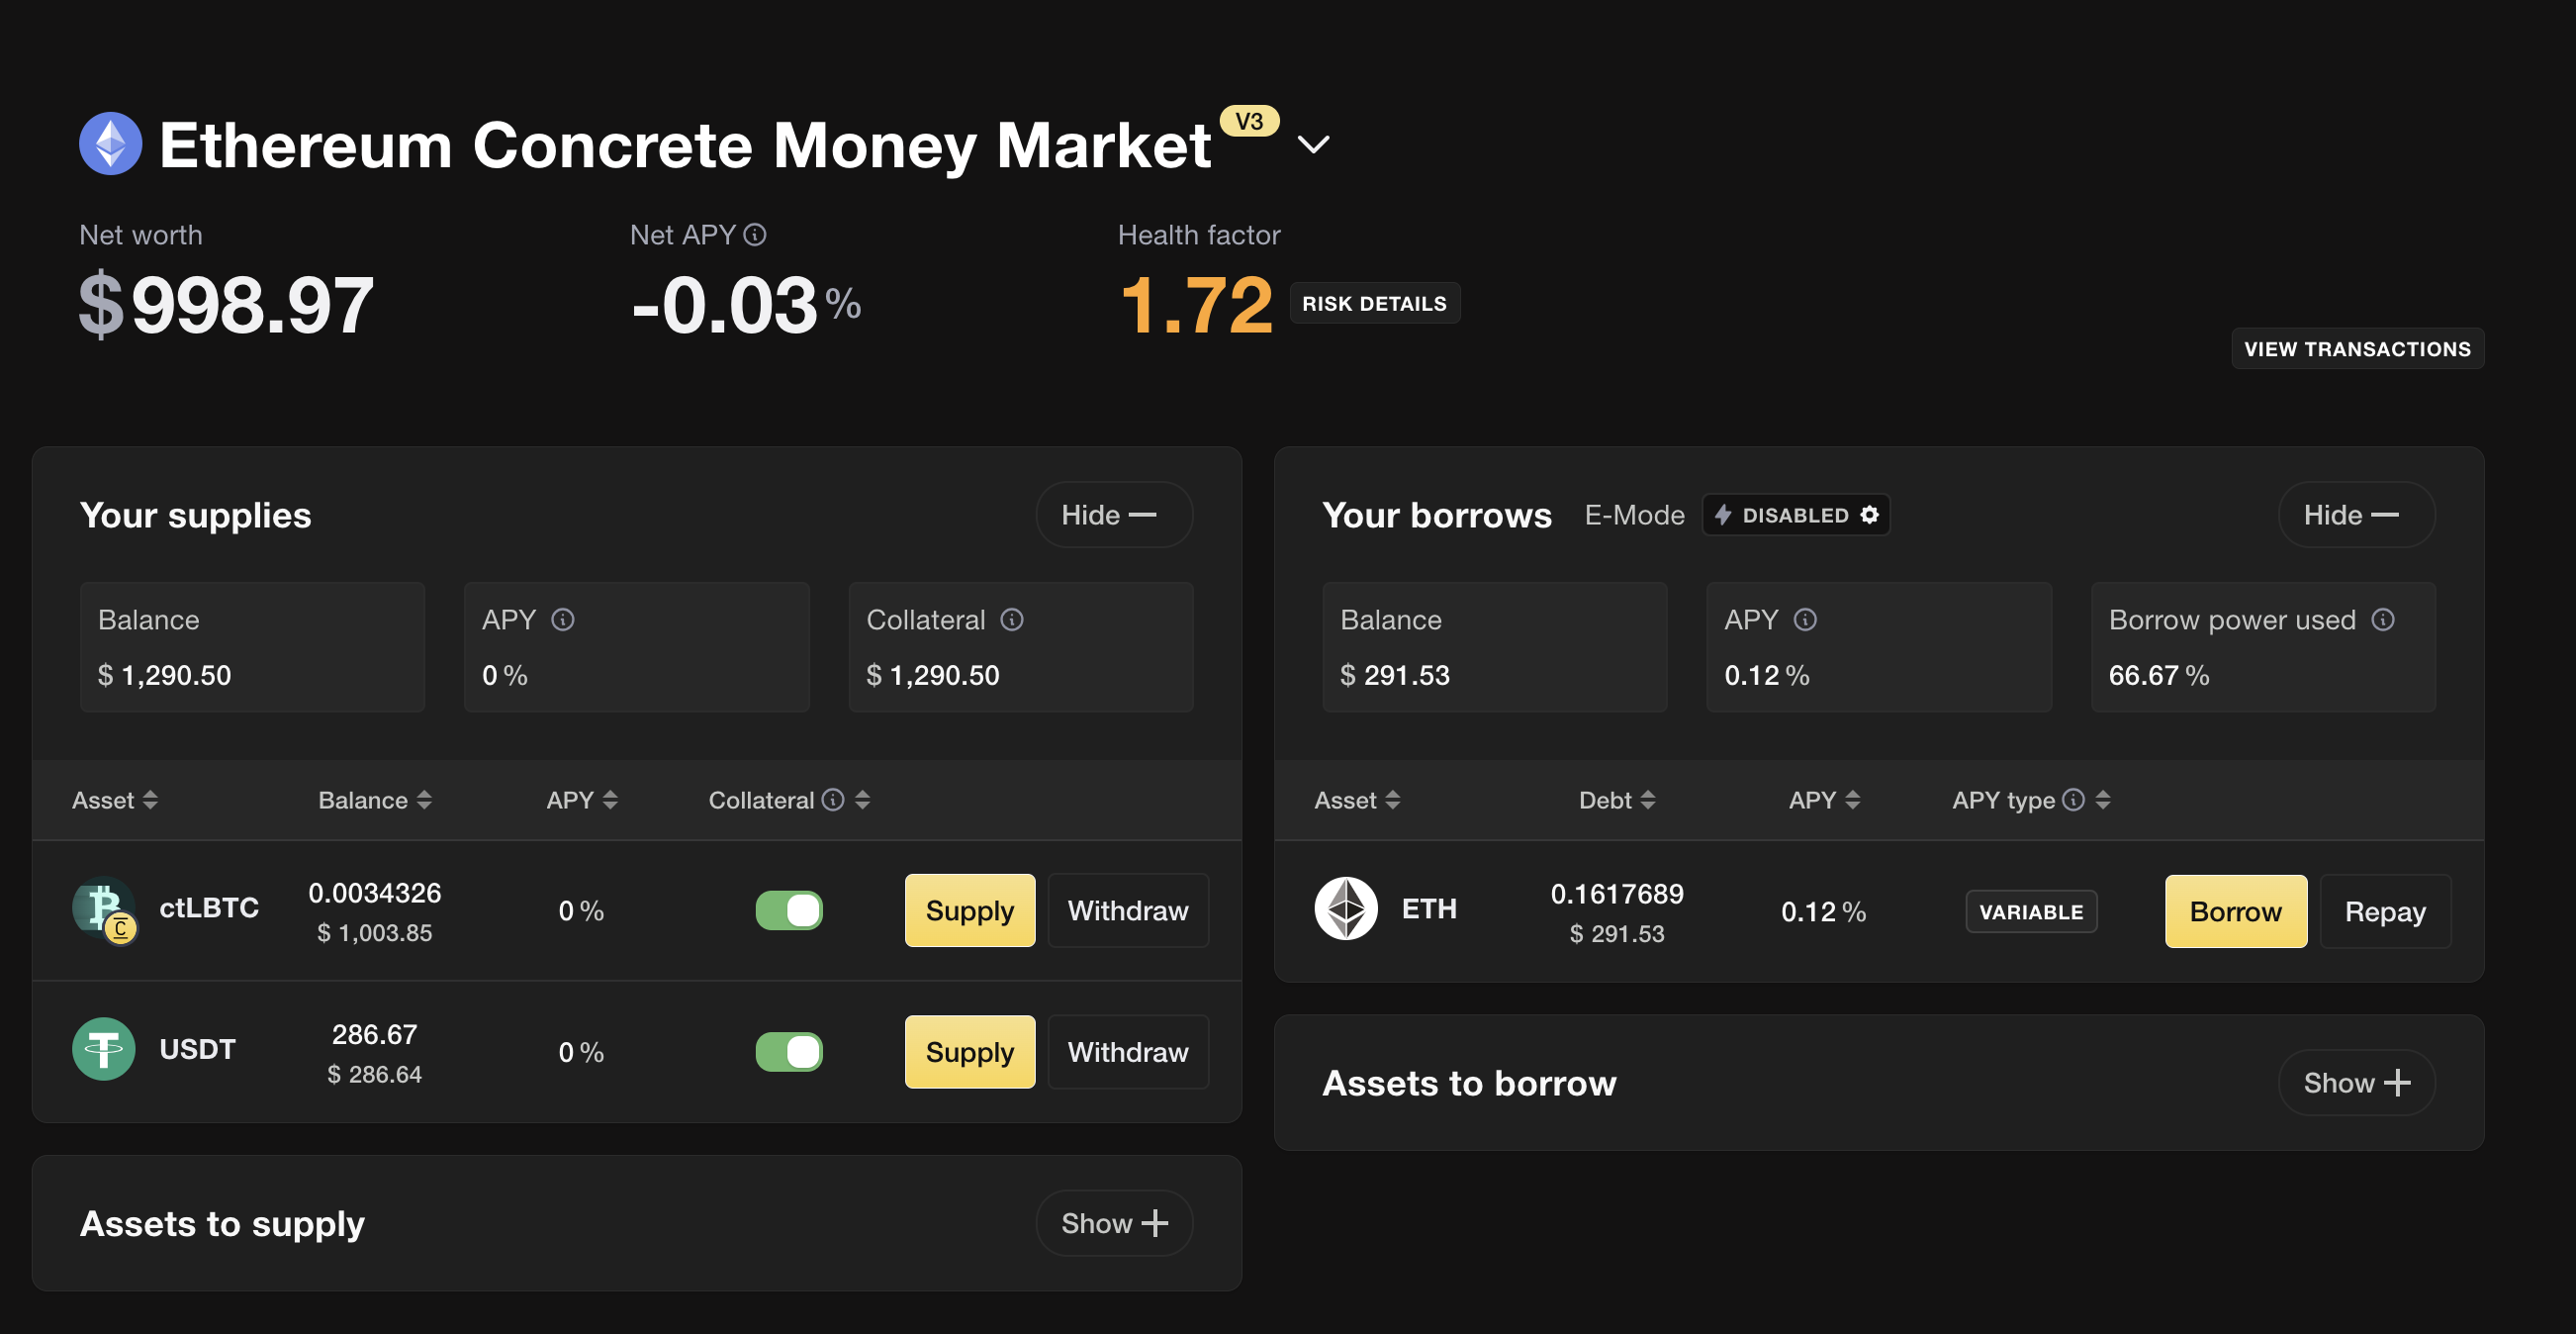 Ethereum Concrete Money Market V3
Net worth
$998.97
Net APY
-0.03%
Health factor
1.72 RISK DETAILS
VIEW TRANSACTIONS
Your supplies
Hide
Balance
$ 1,290.50
APY
0 %
Collateral
$ 1,290.50
Asset Balance APY Collateral
ctLBTC 0.0034326 0 % Supply Withdraw
$ 1,003.85
USDT 286.67 0 % Supply Withdraw
$ 286.64
Assets to supply
Show
Your borrows E-Mode DISABLED
Hide
Balance
$ 291.53
APY
0.12 %
Borrow power used
66.67 %
Asset Debt APY APY type
ETH 0.1617689 0.12 % VARIABLE Borrow Repay
$ 291.53
Assets to borrow
Show